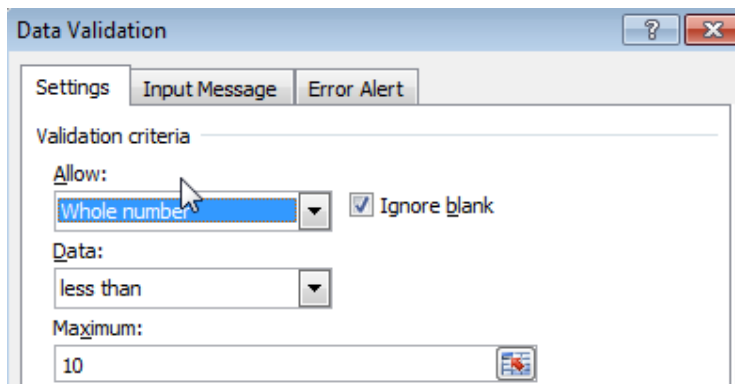 Data Validation ?
Settings Input Message Error Alert
Validation criteria
Allow:
Whole number Ignore blank
Data:
less than
Maximum:
10